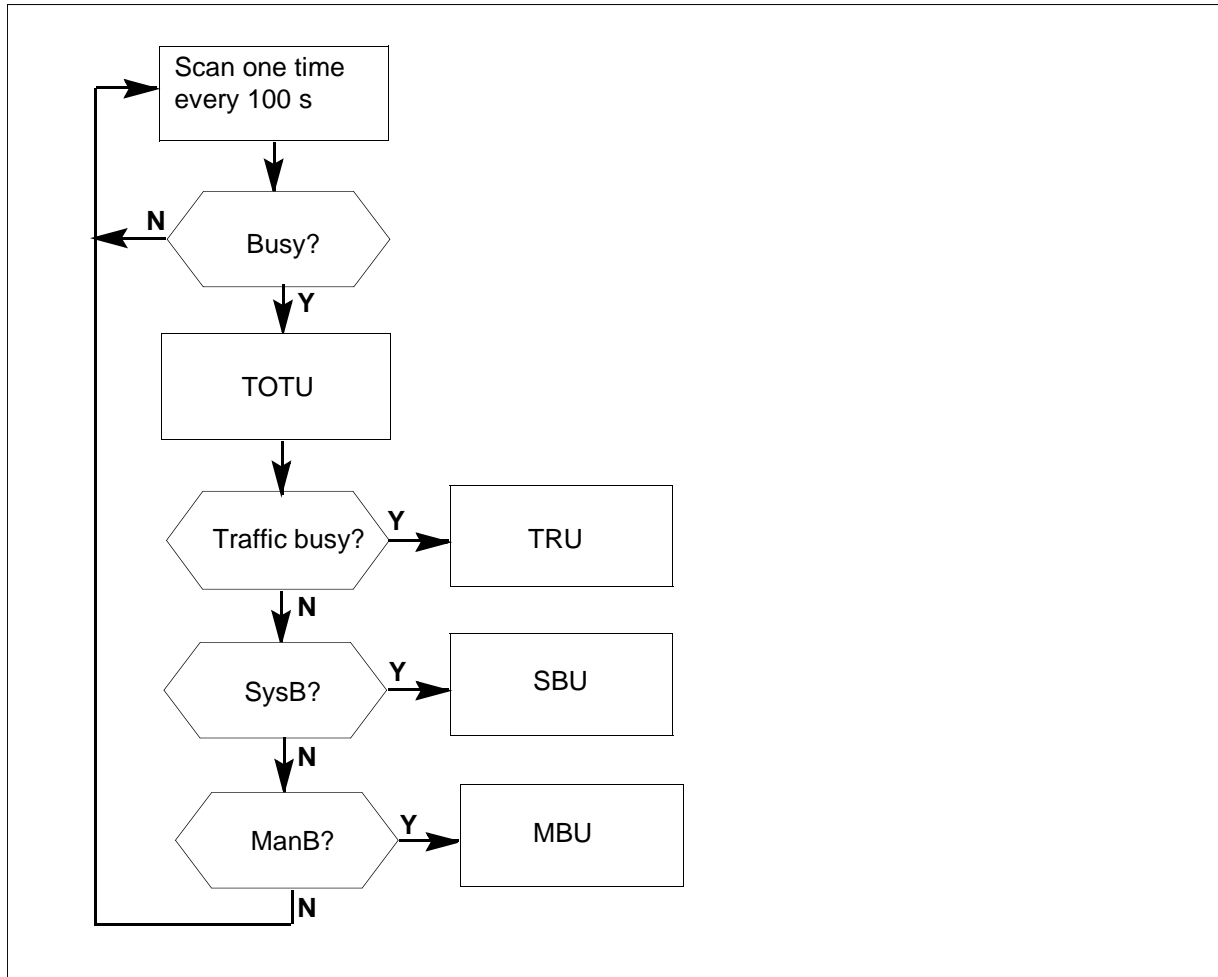 Scan one time
every 100 s
N
Busy?
Y
TOTU
Traffic busy?
Y
TRU
N
SysB?
Y
SBU
N
ManB?
Y
MBU
N